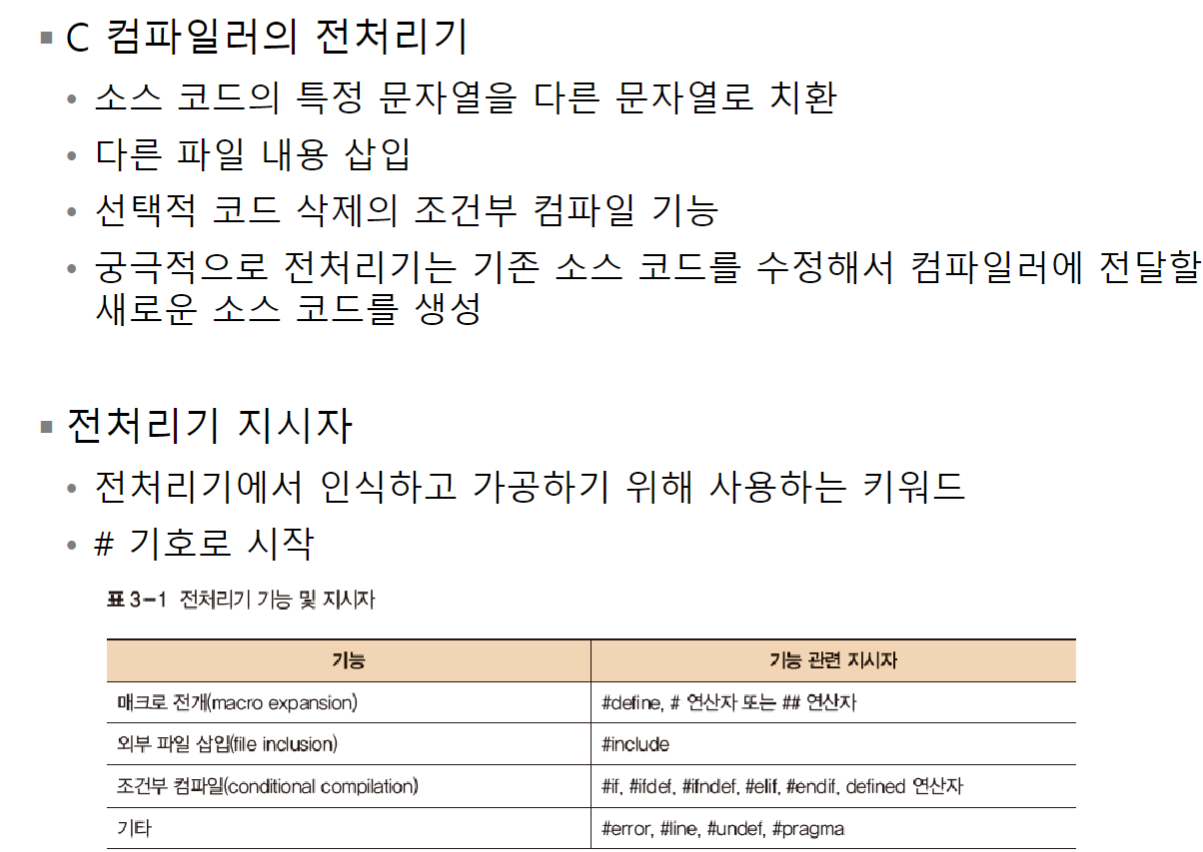 ▪ C 컴파일러의 전처리기
• 소스 코드의 특정 문자열을 다른 문자열로 치환
• 다른 파일 내용 삽입
• 선택적 코드 삭제의 조건부 컴파일 기능
• 궁극적으로 전처리기는 기존 소스 코드를 수정해서 컴파일러에 전달할
새로운 소스 코드를 생성
▪ 전처리기 지시자
• 전처리기에서 인식하고 가공하기 위해 사용하는 키워드
• # 기호로 시작
표 3-1 전처리기 기능 및 지시자
기능 기능 관련 지시자
매크로 전개(macro expansion) #define, # 연산자 또는 ## 연산자
외부 파일 삽입(file inclusion) #include
조건부 컴파일(conditional compilation) #if, #ifdef, #ifndef, #elif, #endif, defined 연산자
기타 #error, #line, #undef, #pragma